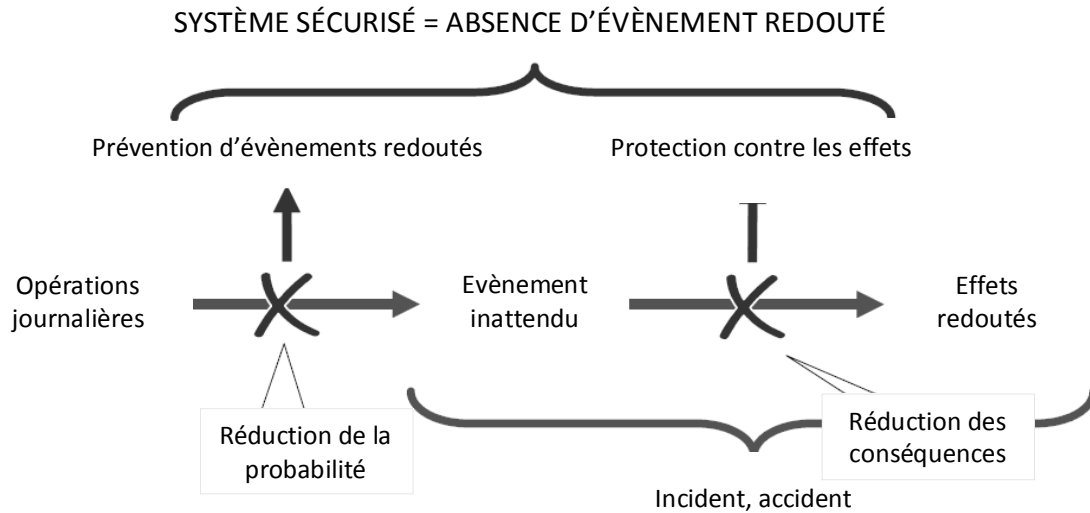 SYSTÈME SÉCURISÉ = ABSENCE D’ÉVÈNEMENT REDOUTÉ
Prévention d’évènements redoutés
Protection contre les effets
Opérations
journalières
Evènement
inattendu
Effets
redoutés
Réduction de la
probabilité
Réduction des
conséquences
Incident, accident